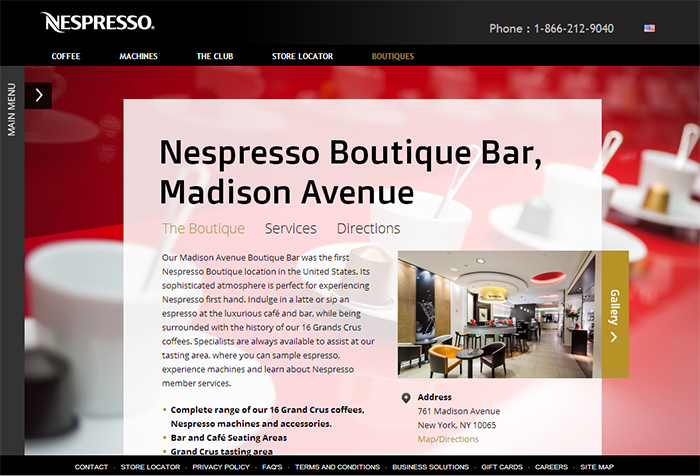 NESPRESSO.
Phone : 1-866-212-9040
COFFEE MACHINES THE CLUB STORE LOCATOR BOUTIQUES
MAIN MENU
Nespresso Boutique Bar,
Madison Avenue
The Boutique Services Directions
Our Madison Avenue Boutique Bar was the first
Nespresso Boutique location in the United States. Its
sophisticated atmosphere is perfect for experiencing
Nespresso first hand. Indulge in a latte or sip an
espresso at the luxurious café and bar, while being
surrounded with the history of our 16 Grands Crus
coffees. Specialists are always available to assist at our
tasting area, where you can sample espresso,
experience machines and learn about Nespresso
member services.
• Complete range of our 16 Grand Crus coffees,
Nespresso machines and accessories.
• Bar and Café Seating Areas
• Grand Crus tasting area
Gallery
Address
761 Madison Avenue
New York, NY 10065
Map/Directions
CONTACT · STORE LOCATOR · PRIVACY POLICY · FAQ'S · TERMS AND CONDITIONS · BUSINESS SOLUTIONS · GIFT CARDS · CAREERS · SITE MAP